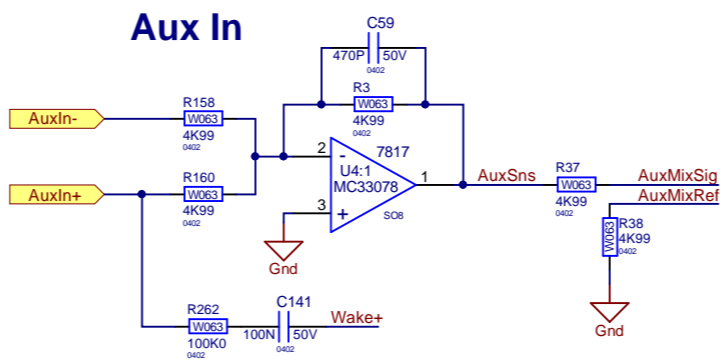 Aux In
C59
470P 50V
0402
R3
W063
4K99
0402
AuxIn-
R158
W063
4K99
0402
AuxIn+
R160
W063
4K99
0402
2
-
7817
U4:1
MC33078
1
3
+
SO8
Gnd
AuxSns
R37
W063
4K99
0402
AuxMixSig
AuxMixRef
R38
W063
4K99
0402
Gnd
R262
W063
100K0
0402
C141
100N 50V
0402
Wake+